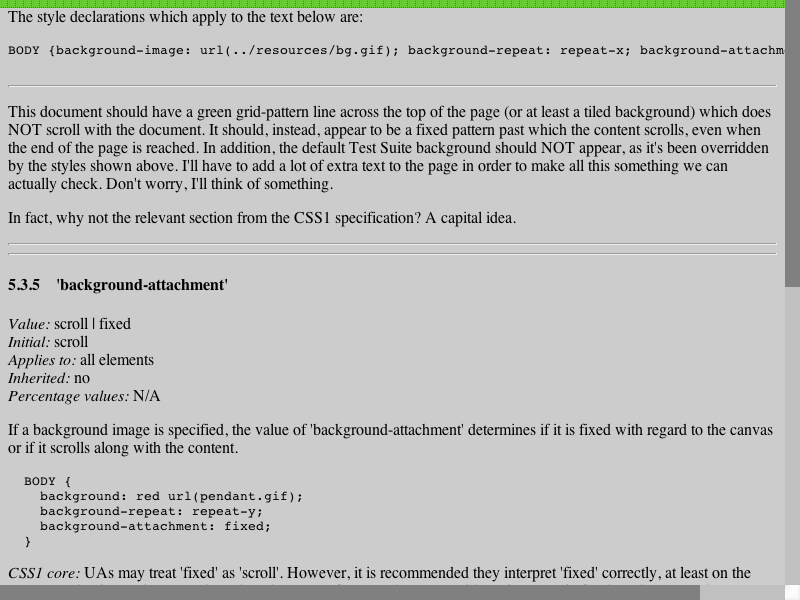 The style declarations which apply to the text below are:
BODY {background-image: url(../resources/bg.gif); background-repeat: repeat-x; background-attachm
This document should have a green grid-pattern line across the top of the page (or at least a tiled background) which does
NOT scroll with the document. It should, instead, appear to be a fixed pattern past which the content scrolls, even when
the end of the page is reached. In addition, the default Test Suite background should NOT appear, as it's been overridden
by the styles shown above. I'll have to add a lot of extra text to the page in order to make all this something we can
actually check. Don't worry, I'll think of something.
In fact, why not the relevant section from the CSS1 specification? A capital idea.
5.3.5 'background-attachment'
Value: scroll | fixed
Initial: scroll
Applies to: all elements
Inherited: no
Percentage values: N/A
If a background image is specified, the value of 'background-attachment' determines if it is fixed with regard to the canvas
or if it scrolls along with the content.
BODY {
background: red url(pendant.gif);
background-repeat: repeat-y;
background-attachment: fixed;
}
CSS1 core: UAs may treat 'fixed' as 'scroll'. However, it is recommended they interpret 'fixed' correctly, at least on the